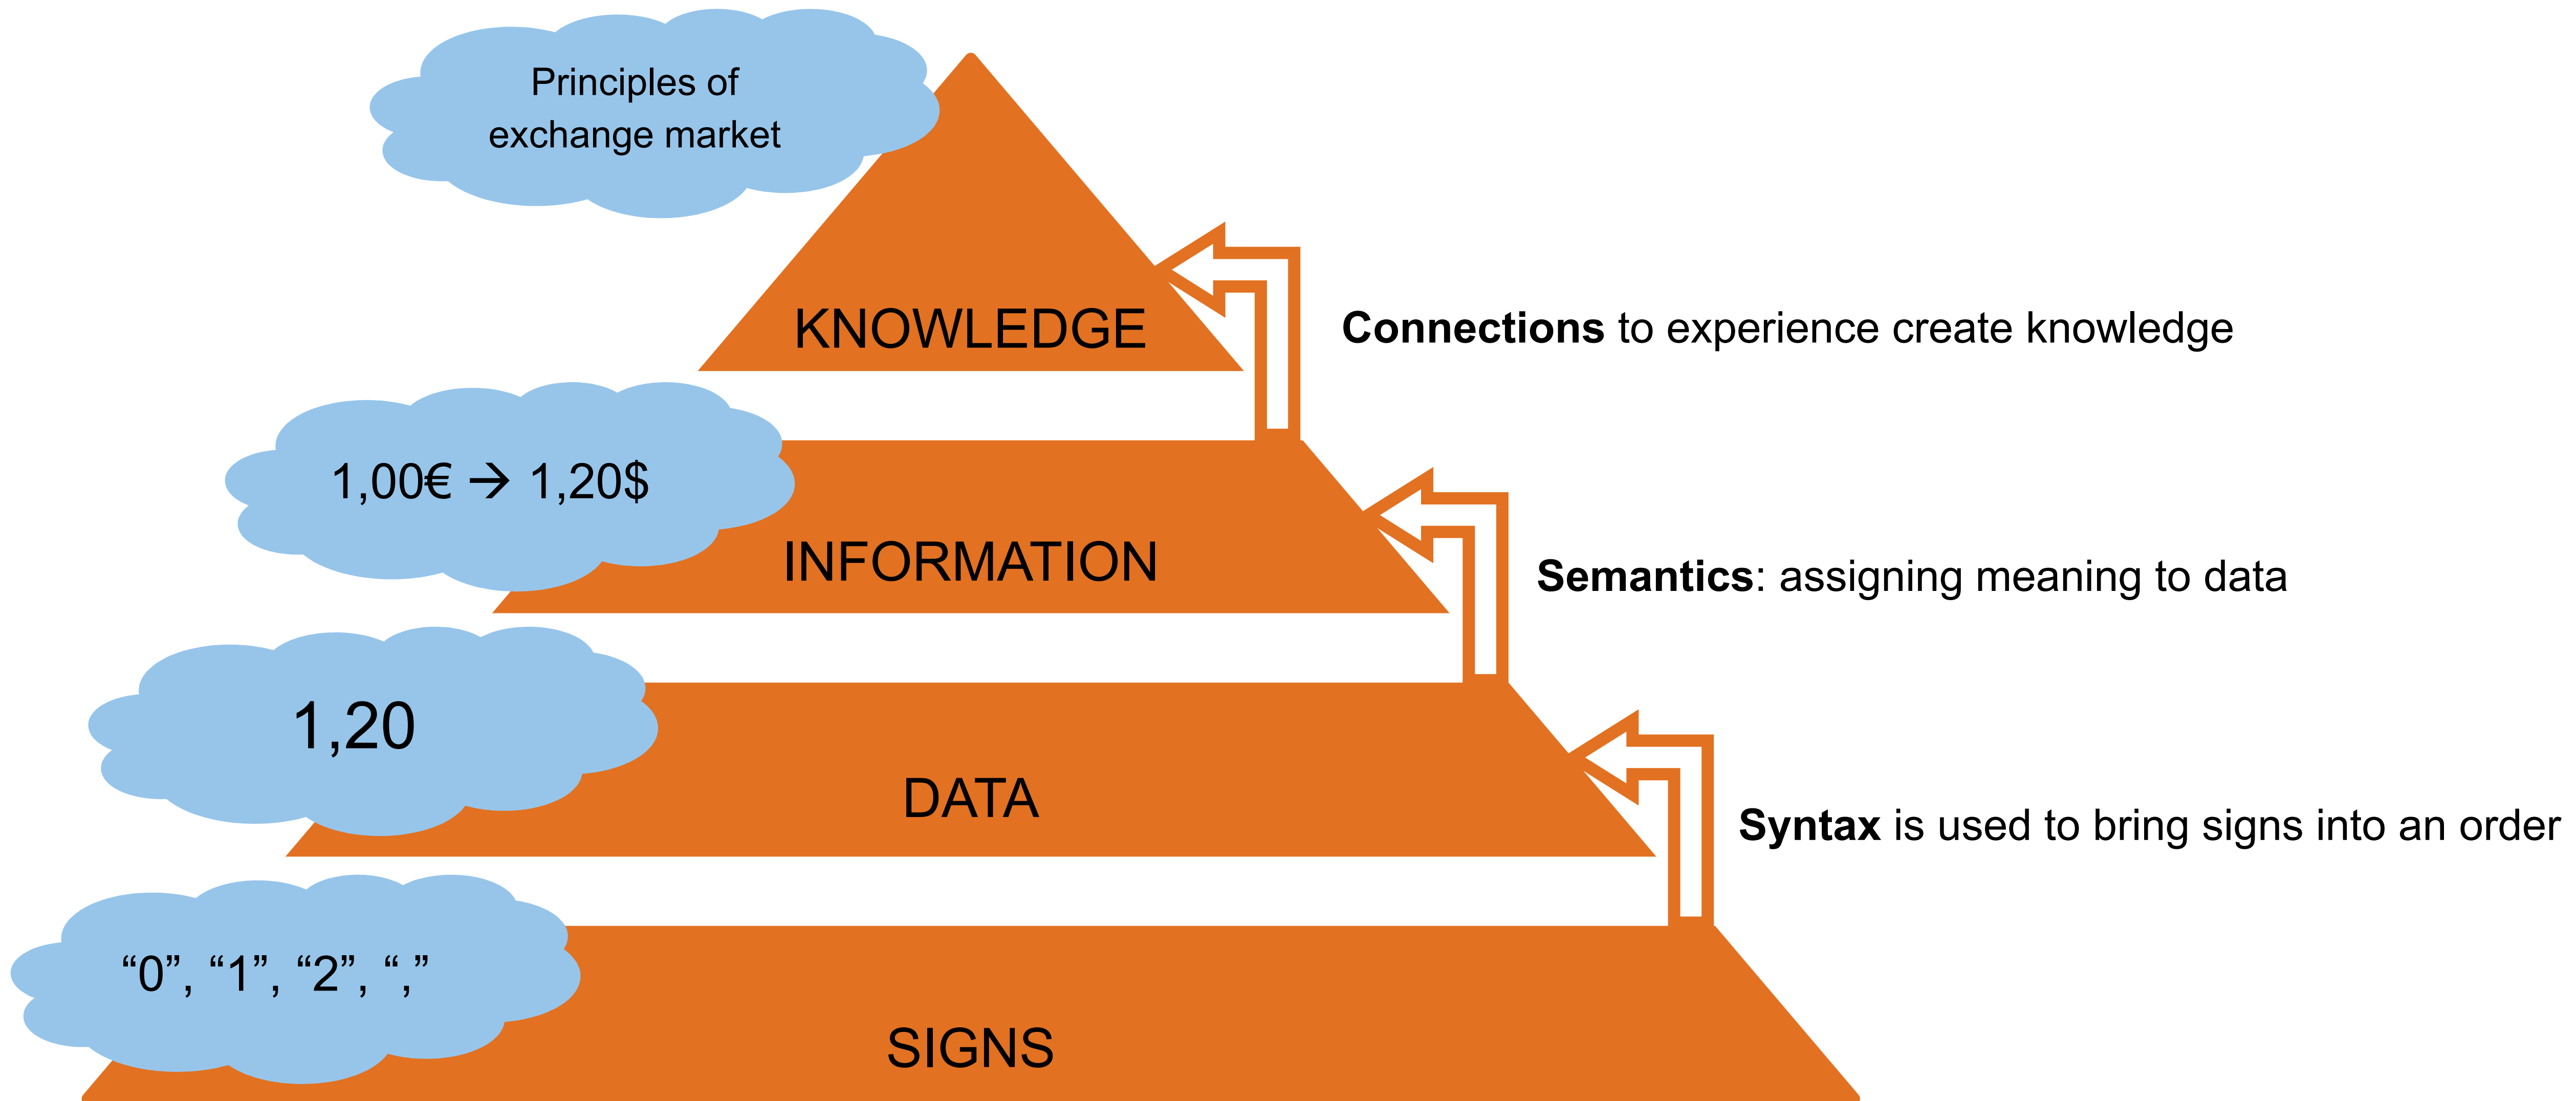 Principles of
exchange market
KNOWLEDGE
Connections to experience create knowledge
1,00€ → 1,20$
INFORMATION
Semantics: assigning meaning to data
1,20
DATA
Syntax is used to bring signs into an order
“0”, “1”, “2”, “,”
SIGNS